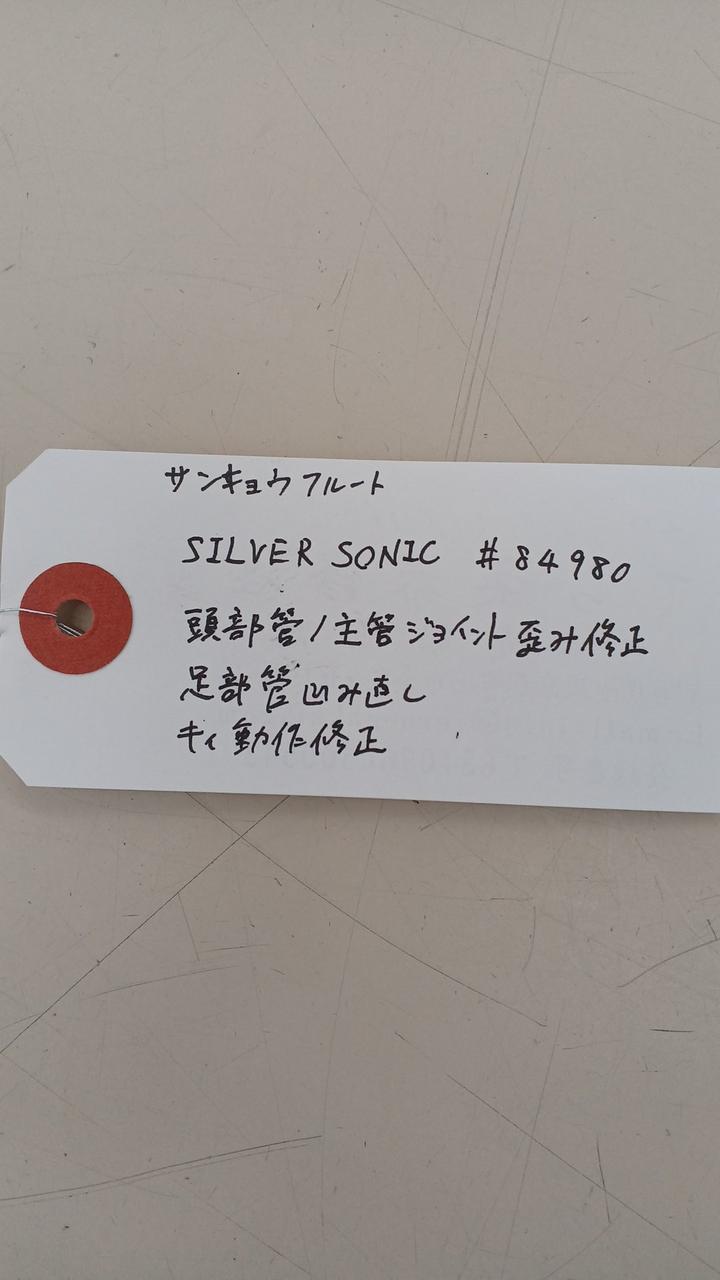 サンキョウフルート
SILVER SONIC #84980
頭部管/主管ジョイント歪み修正
足部管凹み直し
キィ動作修正